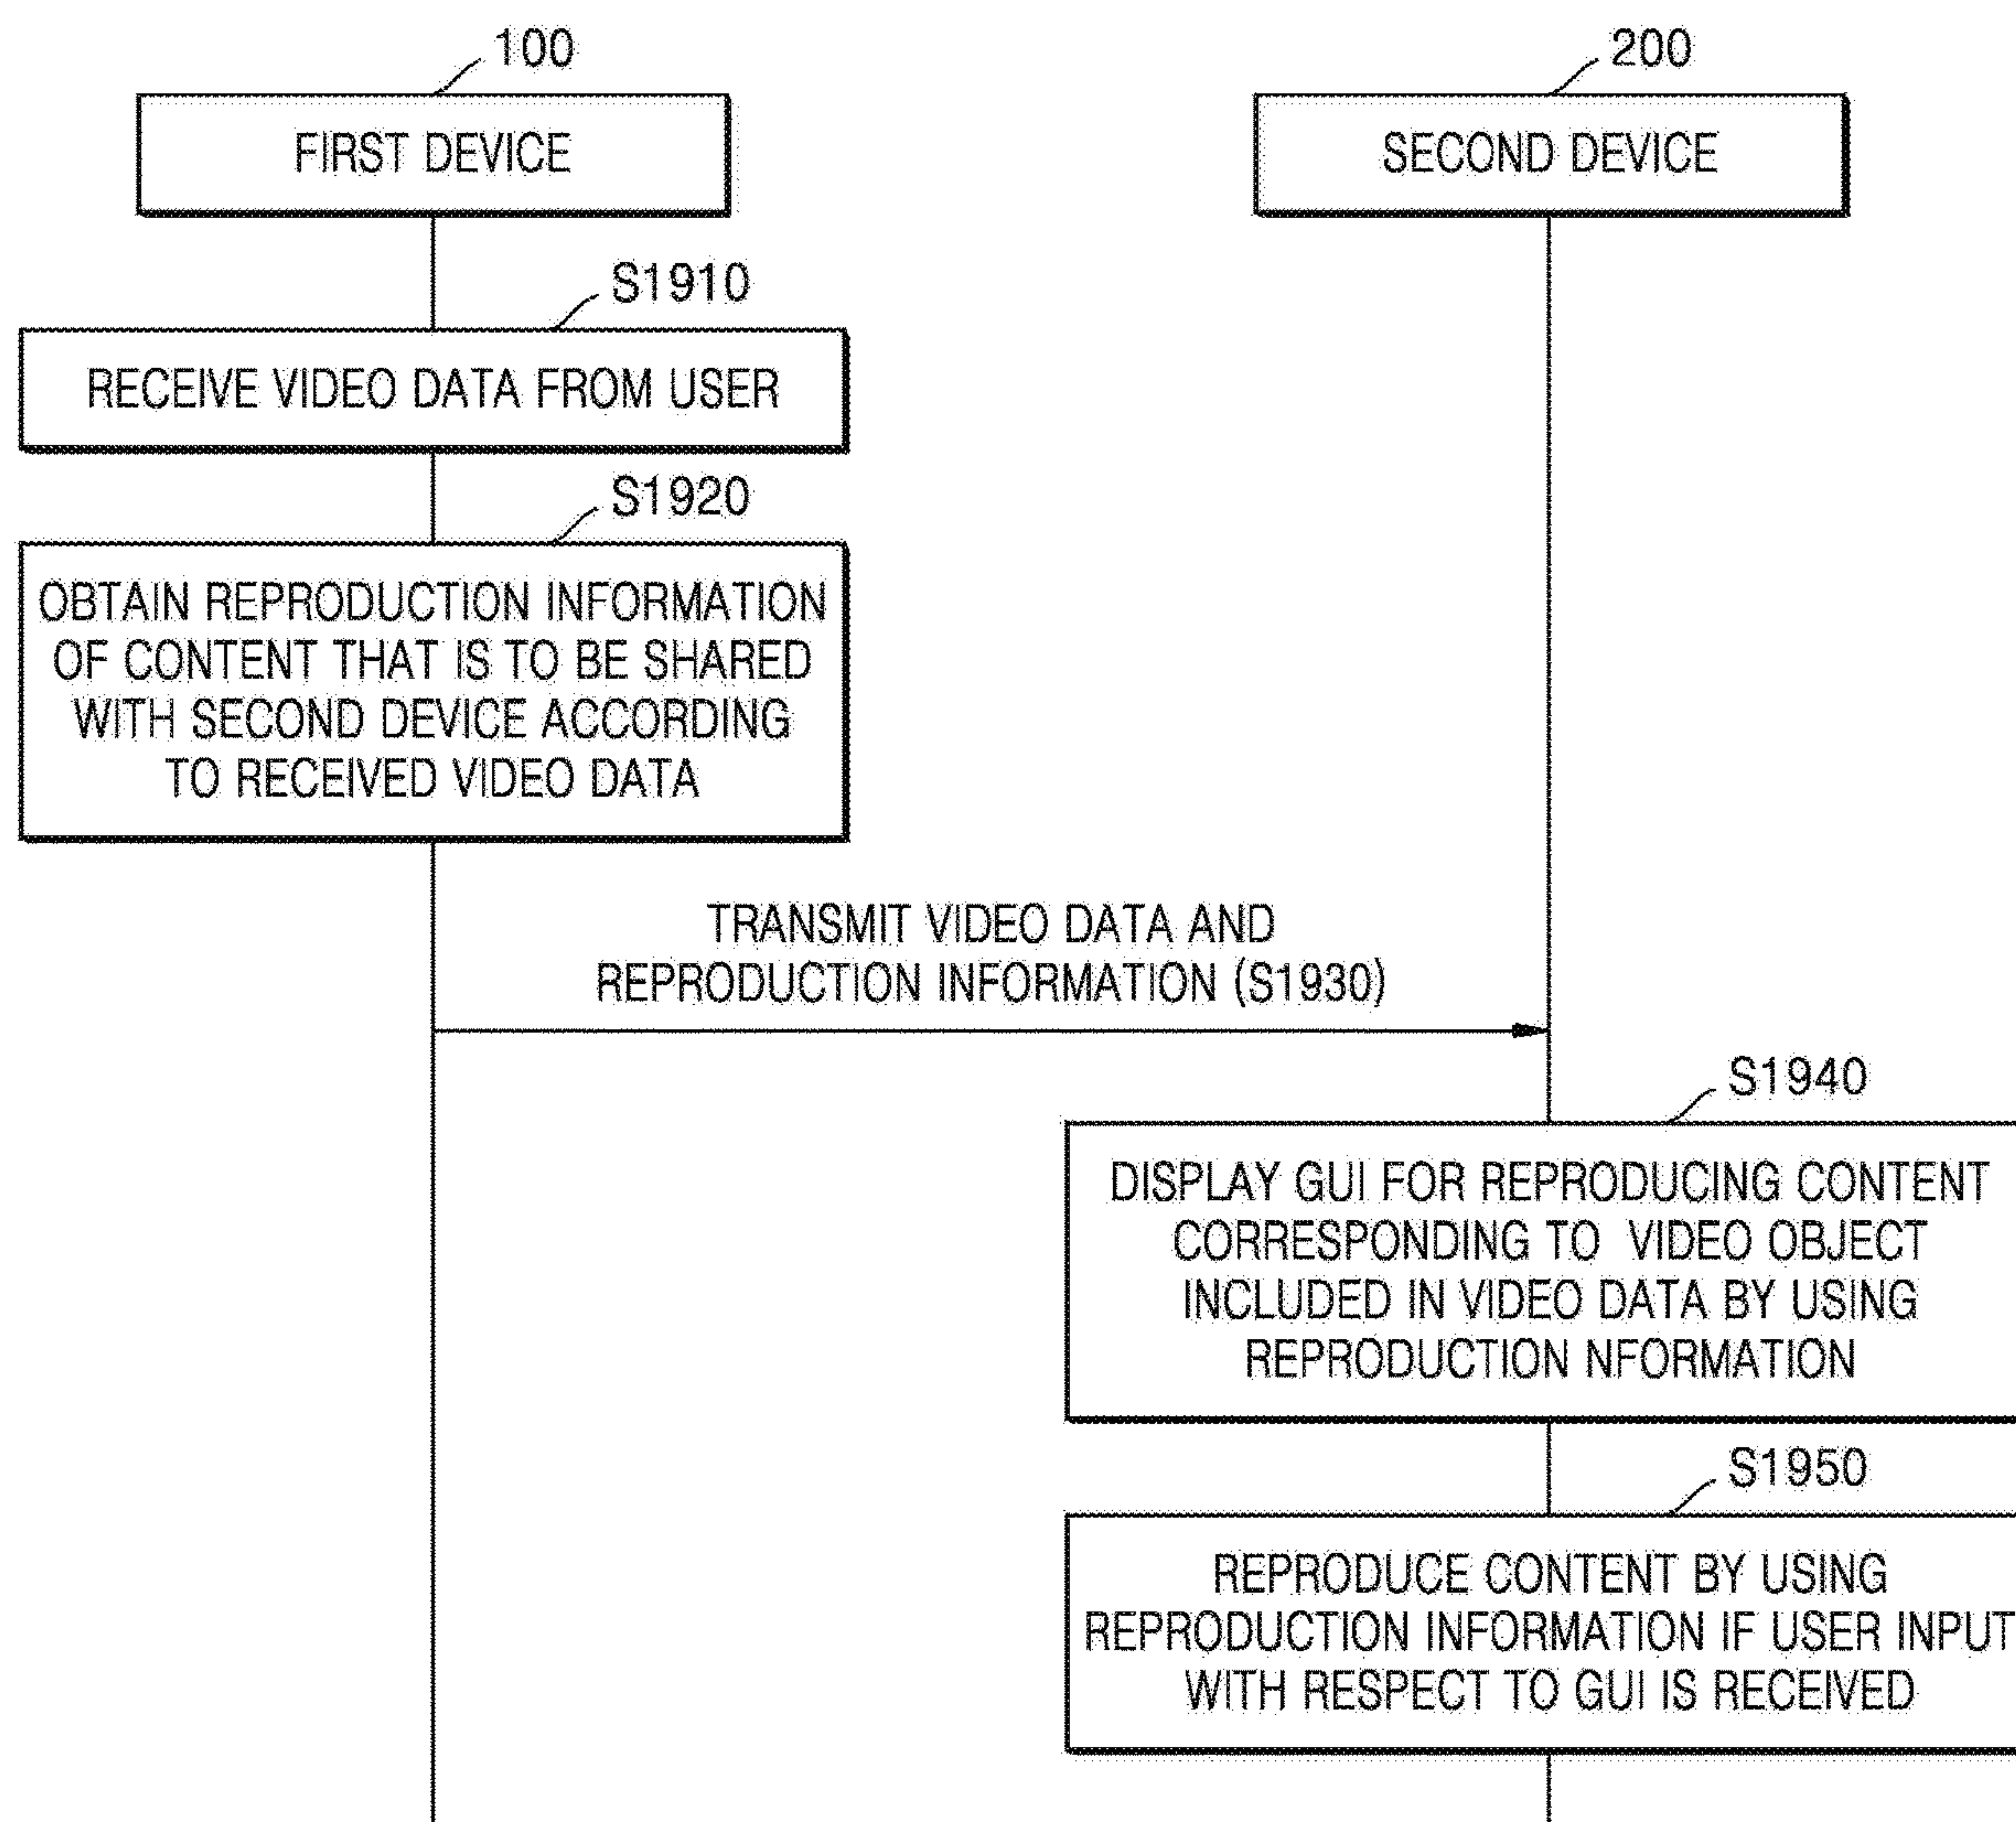 100
FIRST DEVICE
200
SECOND DEVICE
S1910
RECEIVE VIDEO DATA FROM USER
S1920
OBTAIN REPRODUCTION INFORMATION
OF CONTENT THAT IS TO BE SHARED
WITH SECOND DEVICE ACCORDING
TO RECEIVED VIDEO DATA
TRANSMIT VIDEO DATA AND
REPRODUCTION INFORMATION (S1930)
S1940
DISPLAY GUI FOR REPRODUCING CONTENT
CORRESPONDING TO VIDEO OBJECT
INCLUDED IN VIDEO DATA BY USING
REPRODUCTION NFORMATION
S1950
REPRODUCE CONTENT BY USING
REPRODUCTION INFORMATION IF USER INPUT
WITH RESPECT TO GUI IS RECEIVED